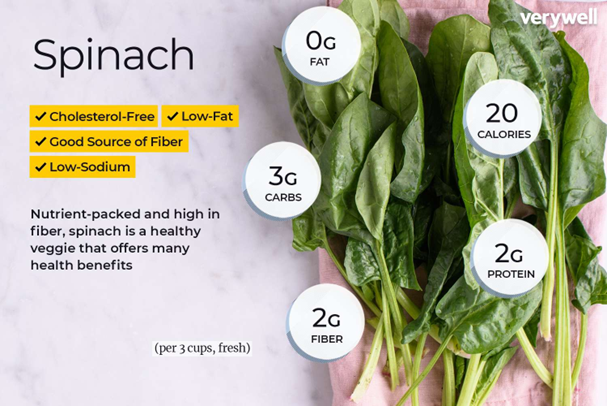 verywell
Spinach
Cholesterol-Free
Low-Fat
Good Source of Fiber
Low-Sodium
Nutrient-packed and high in
fiber, spinach is a healthy
veggie that offers many
health benefits
(per 3 cups, fresh)
0G
FAT
20
CALORIES
3G
CARBS
2G
PROTEIN
2G
FIBER